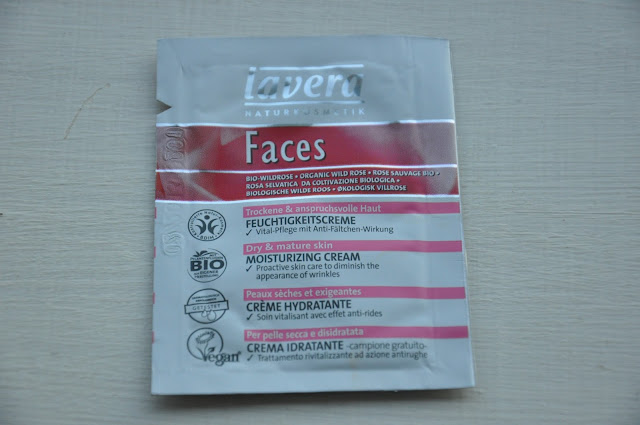 lavera
NATURKOSMETIK
Faces
BIO-WILDROSE • ORGANIC WILD ROSE • ROSE SAUVAGE BIO •
ROSA SELVATICA DA COLTIVAZIONE BIOLOGICA •
BIOLOGISCHE WILDE ROOS • ØKOLOGISK VILLROSE
Trockene & anspruchsvolle Haut
FEUCHTIGKEITSCREME
✓ Vital-Pflege mit Anti-Fältchen-Wirkung
Dry & mature skin
MOISTURIZING CREAM
✓ Proactive skin care to diminish the
appearance of wrinkles
BIO
Peaux sèches et exigeantes
CRÈME HYDRATANTE
✓ Soin vitalisant avec effet anti-rides
Per pelle secca e disidratata
CREMA IDRATANTE -campione gratuito-
✓ Trattamento rivitalizzante ad azione antirughe
Vegan